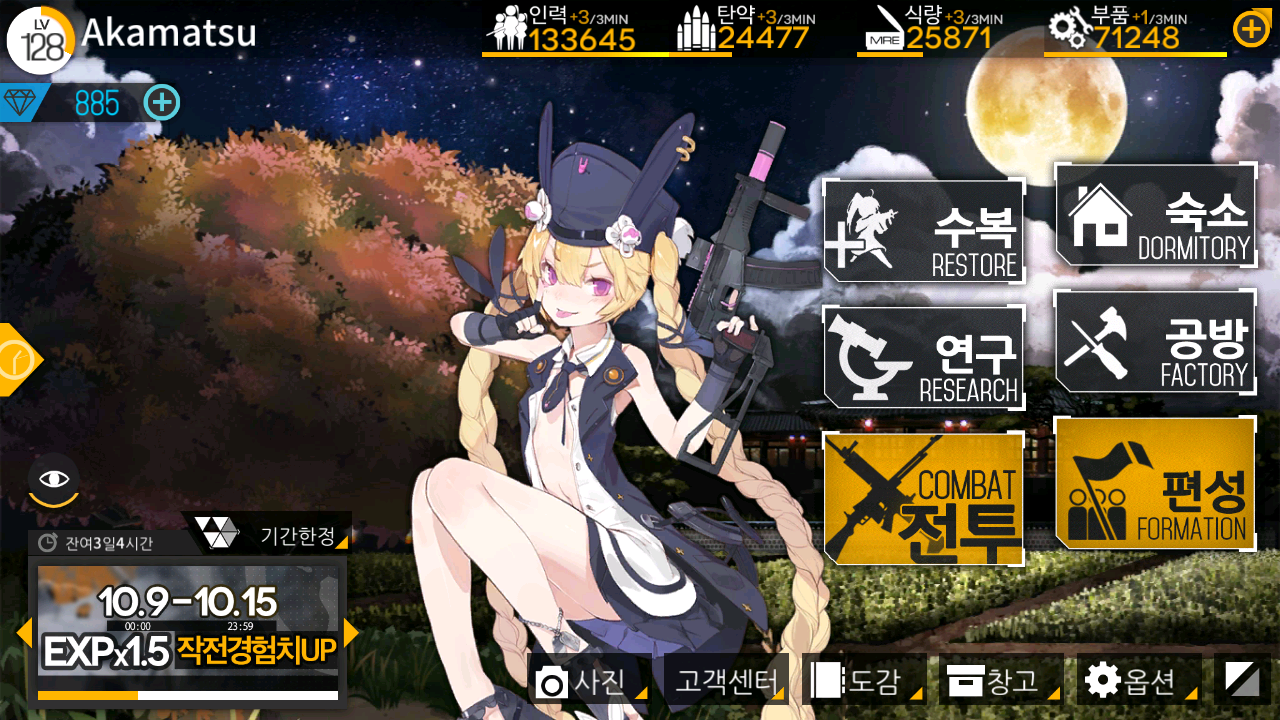 LV
128
Akamatsu
인력 +3/3MIN
133645
탄약 +3/3MIN
24477
MRE
식량 +3/3MIN
25871
부품 +1/3MIN
71248
885
수복
RESTORE
숙소
DORMITORY
연구
RESEARCH
공방
FACTORY
COMBAT
전투
편성
FORMATION
잔여3일4시간
기간한정
10.9-10.15
00:00 23:59
EXPx1.5 작전경험치UP
사진
고객센터
도감
창고
옵션